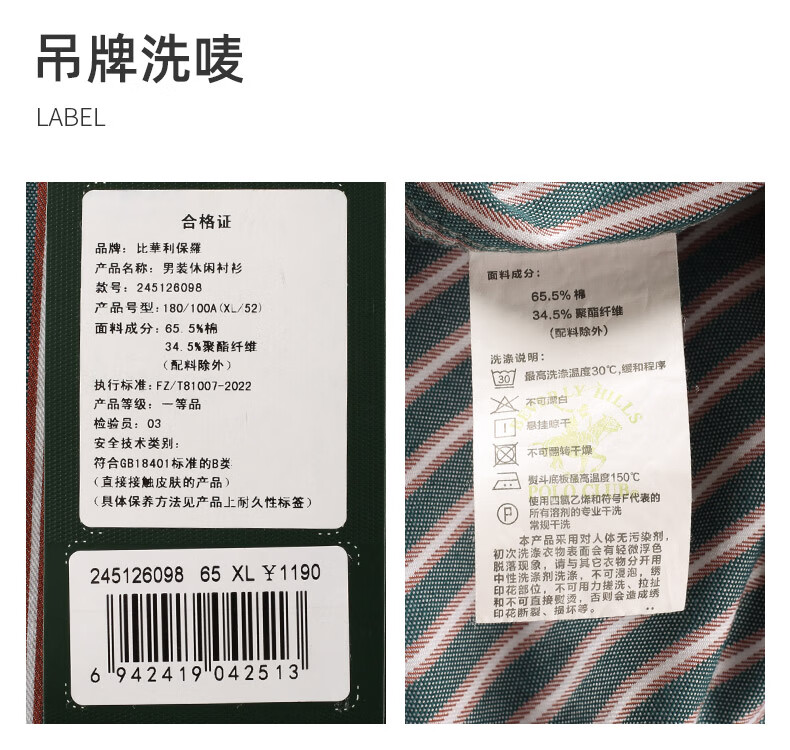 吊牌洗唛
LABEL
合格证
品牌：比華利保羅
产品名称：男装休闲衬衫
款号：245126098
产品号型：180/100A(XL/52)
面料成分：65.5%棉
34.5%聚酯纤维
（配料除外）
执行标准：FZ/T81007-2022
产品等级：一等品
检验员：03
安全技术类别：
符合GB18401标准的B类
（直接接触皮肤的产品）
（具体保养方法见产品上耐久性标签）
245126098 65 XL ￥1190
6 942419 042513
面料成分：
65.5% 棉
34.5% 聚酯纤维
（配料除外）
洗涤说明：
30 最高洗涤温度30℃,缓和程序
不可漂白
悬挂晾干
不可翻转干燥
熨斗底板最高温度150℃
P 使用四氯乙烯和符号F代表的
所有溶剂的专业干洗
常规干洗
本产品采用对人体无污染剂，
初次洗涤衣物表面会有轻微浮色
脱落现象，请与其它衣物分开用
中性洗涤剂洗涤，不可浸泡，绣
印花部位，不可用力搓洗、拉扯
和不可直接熨烫，否则会造成绣
印花断裂、损坏等。
BEVERLY HILLS
POLO CLUB